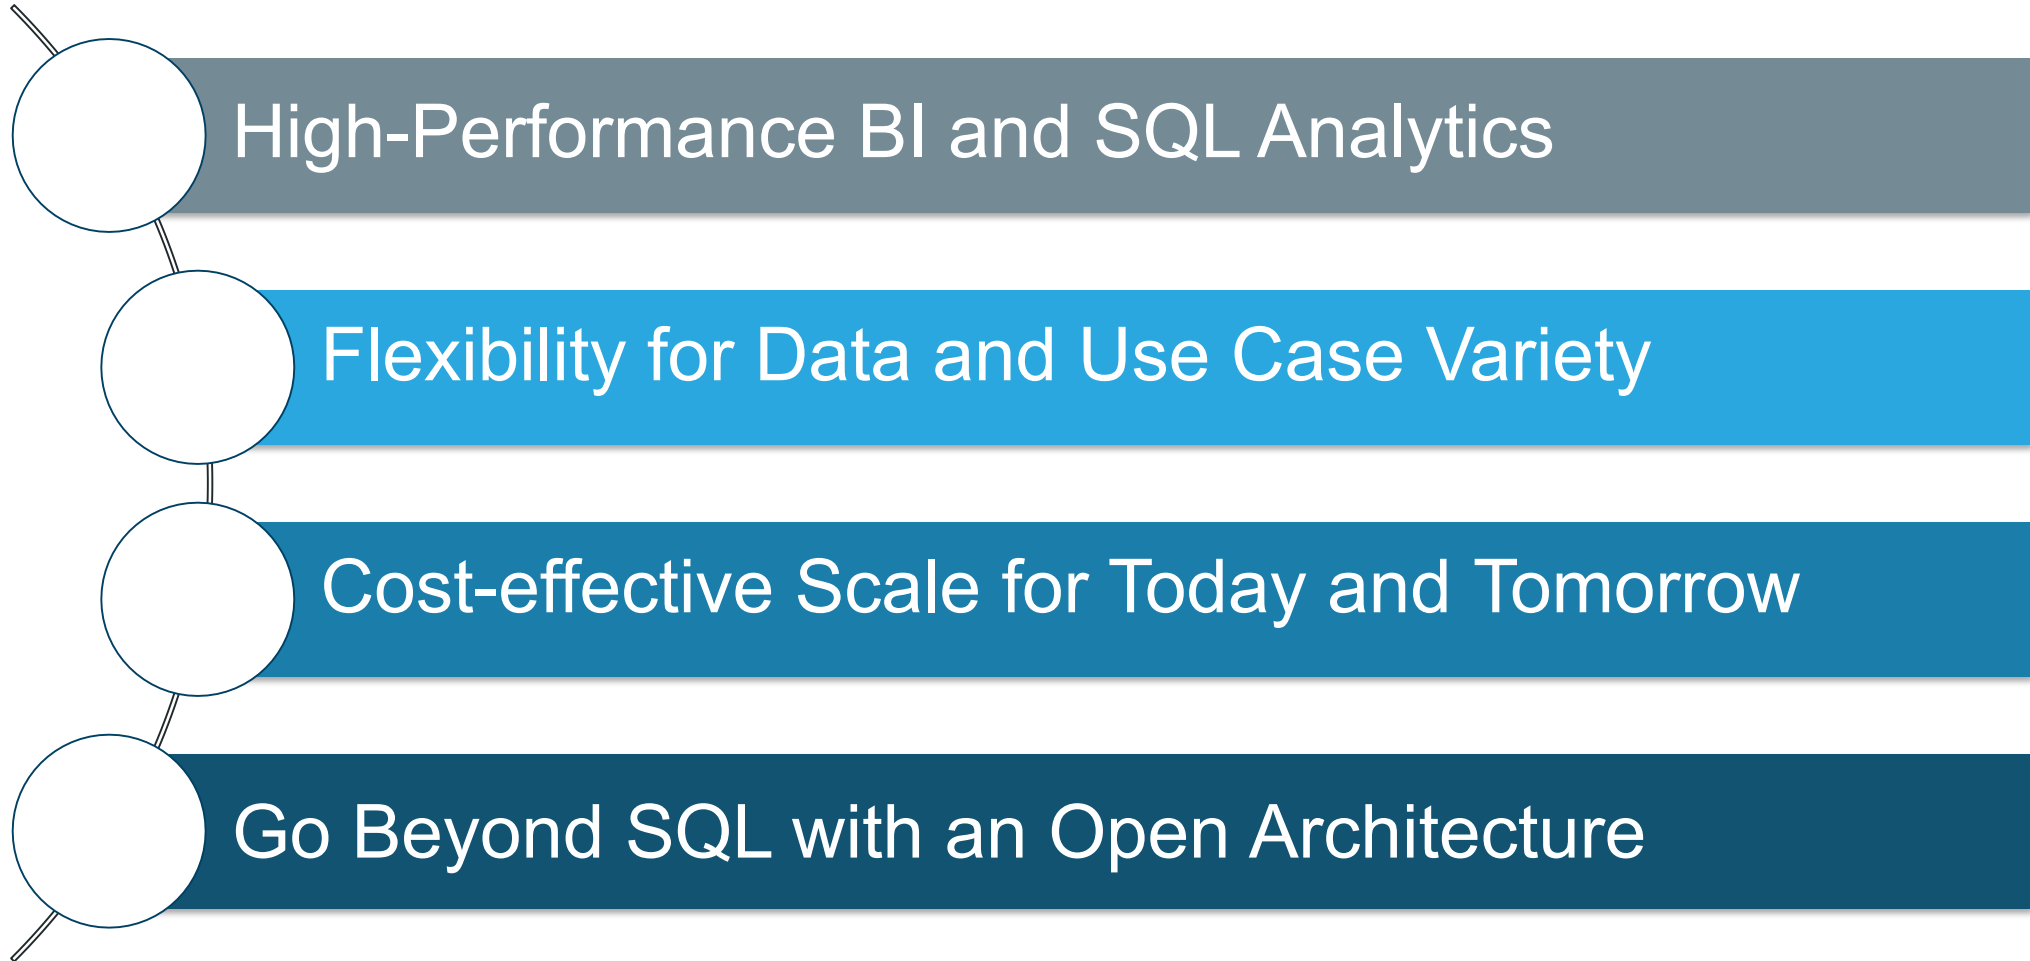 High-Performance BI and SQL Analytics
Flexibility for Data and Use Case Variety
Cost-effective Scale for Today and Tomorrow
Go Beyond SQL with an Open Architecture